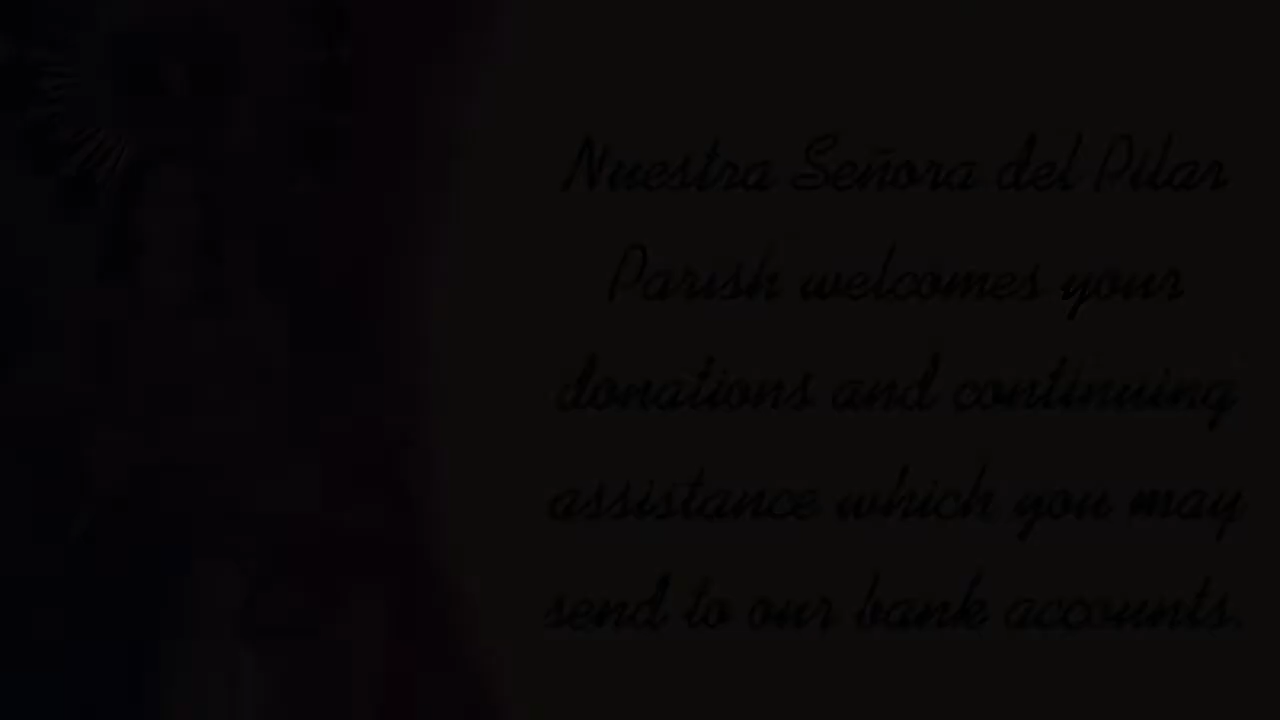 Nuestra Señora del Pilar
Parish welcomes your
donations and continuing
assistance which you may
send to our bank accounts.